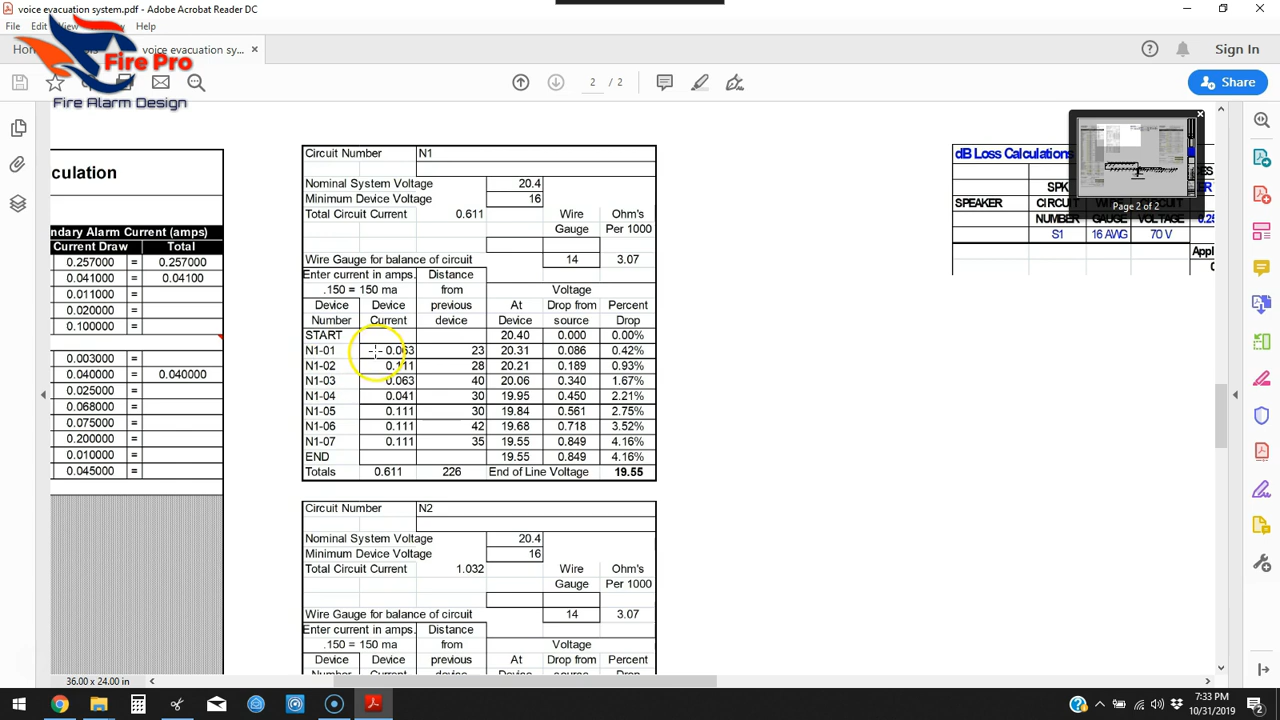 voice evacuation system.pdf - Adobe Acrobat Reader DC
File Edit View Help
voice evacuation sy...
Sign In
Fire Pro
Fire Alarm Design
2 / 2
Share
Page 2 of 2
culation
ndary Alarm Current (amps)
Current Draw Total
0.257000 = 0.257000
0.041000 = 0.04100
0.011000 =
0.020000 =
0.100000 =
0.003000 =
0.040000 = 0.040000
0.025000 =
0.068000 =
0.075000 =
0.200000 =
0.010000 =
0.045000 =
Circuit Number N1
Nominal System Voltage 20.4
Minimum Device Voltage 16
Total Circuit Current 0.611 Wire Ohm's
Gauge Per 1000
Wire Gauge for balance of circuit 14 3.07
Enter current in amps. Distance
.150 = 150 ma from Voltage
Device Device previous At Drop from Percent
Number Current device Device source Drop
START 20.40 0.000 0.00%
N1-01 0.063 23 20.31 0.086 0.42%
N1-02 0.111 28 20.21 0.189 0.93%
N1-03 0.063 40 20.06 0.340 1.67%
N1-04 0.041 30 19.95 0.450 2.21%
N1-05 0.111 30 19.84 0.561 2.75%
N1-06 0.111 42 19.68 0.718 3.52%
N1-07 0.111 35 19.55 0.849 4.16%
END 19.55 0.849 4.16%
Totals 0.611 226 End of Line Voltage 19.55
Circuit Number N2
Nominal System Voltage 20.4
Minimum Device Voltage 16
Total Circuit Current 1.032 Wire Ohm's
Gauge Per 1000
Wire Gauge for balance of circuit 14 3.07
Enter current in amps. Distance
.150 = 150 ma from Voltage
Device Device previous At Drop from Percent
dB Loss Calculations
SPEAKER CIRCUIT
NUMBER GAUGE VOLTAGE
S1 16 AWG 70 V
36.00 x 24.00 in
7:33 PM
10/31/2019